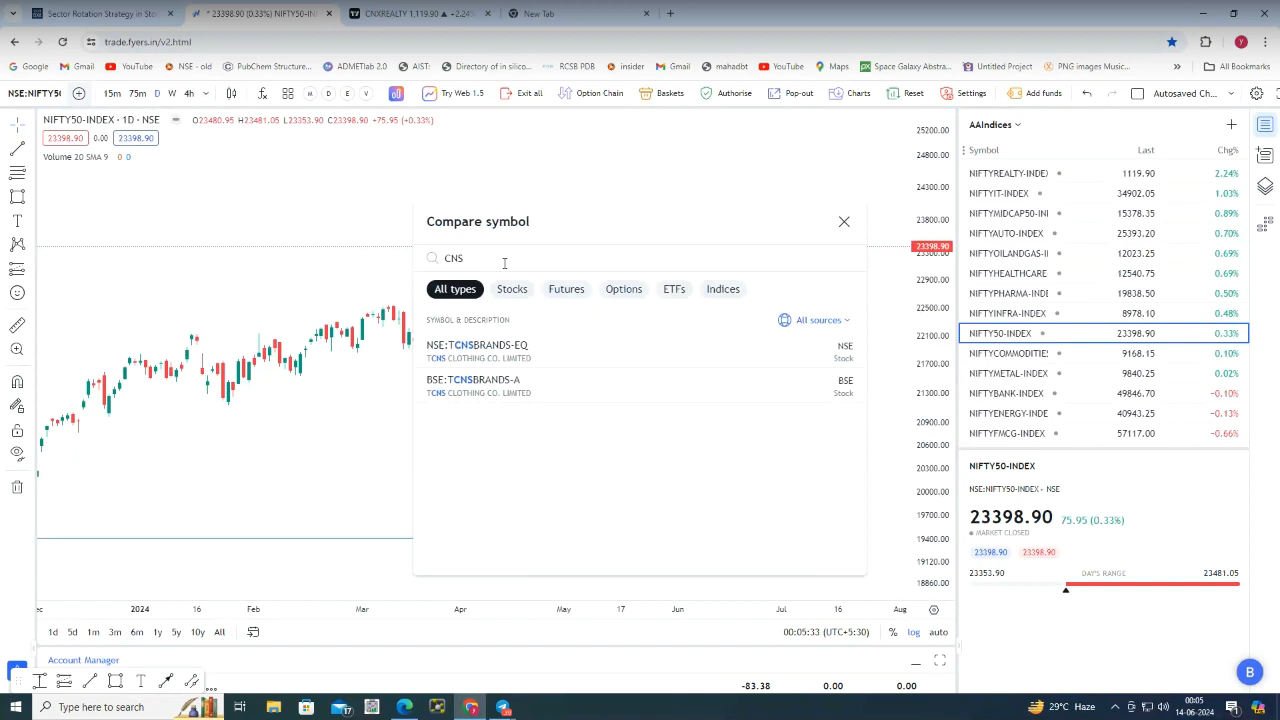 Sector Rotation Strategy in Stoc
* 23398.90 (0.33%) NIFTY50-INDEX
CNXREALTY 1,119.90 ▲ +2.24%
New Tab
trade.fyers.in/v2.html
Google
Gmail
YouTube
NSE - old
PubChem Structure...
ADMETlab 2.0
AIST:
Directory of in silico...
RCSB PDB
insider
Gmail
mahadbt
YouTube
Maps
Space Galaxy Abstra...
Untitled Project
PNG images Music...
All Bookmarks
NSE:NIFTY50
15m 75m D W 4h
M D E V
Try Web 1.5
Exit all
Option Chain
Baskets
Authorise
Pop-out
Charts
Reset
Settings
Add funds
Autosaved Ch...
NIFTY50-INDEX · 1D · NSE
O23480.95 H23481.05 L23353.90 C23398.90 +75.95 (+0.33%)
23398.90 0.00 23398.90
Volume 20 SMA 9 0 0
Compare symbol
CNS
All types Stocks Futures Options ETFs Indices
SYMBOL & DESCRIPTION
All sources
NSE:TCNSBRANDS-EQ NSE
TCNS CLOTHING CO. LIMITED Stock
BSE:TCNSBRANDS-A BSE
TCNS CLOTHING CO. LIMITED Stock
25200.00
24800.00
24300.00
23800.00
23398.90
23300.00
22900.00
22500.00
22100.00
21700.00
21300.00
20900.00
20600.00
20300.00
20000.00
19700.00
19400.00
19120.00
18860.00
ec 2024 16 Feb Mar Apr May 17 Jun Jul 16 Aug
1d 5d 1m 3m 6m 1y 5y 10y All
00:05:33 (UTC+5:30) % log auto
Account Manager
-83.38 0.00 0.00
AAIndices
Symbol Last Chg%
NIFTYREALTY-INDE) 1119.90 2.24%
NIFTYIT-INDEX 34902.05 1.03%
NIFTYMIDCAP50-INI 15378.35 0.89%
NIFTYAUTO-INDEX 25393.20 0.70%
NIFTYOILANDGAS-II 12023.25 0.69%
NIFTYHEALTHCARE 12540.75 0.69%
NIFTYPHARMA-INDE 19838.50 0.50%
NIFTYINFRA-INDEX 8978.10 0.48%
NIFTY50-INDEX 23398.90 0.33%
NIFTYCOMMODITIE: 9168.15 0.10%
NIFTYMETAL-INDEX 9840.25 0.02%
NIFTYBANK-INDEX 49846.70 −0.10%
NIFTYENERGY-INDE 40943.25 −0.13%
NIFTYFMCG-INDEX 57117.00 −0.66%
NIFTY50-INDEX
NSE:NIFTY50-INDEX • NSE
23398.90 75.95 (0.33%)
MARKET CLOSED
23398.90 23398.90
23353.90 DAY'S RANGE 23481.05
B
Type here to search
29°C Haze
00:05
14-06-2024